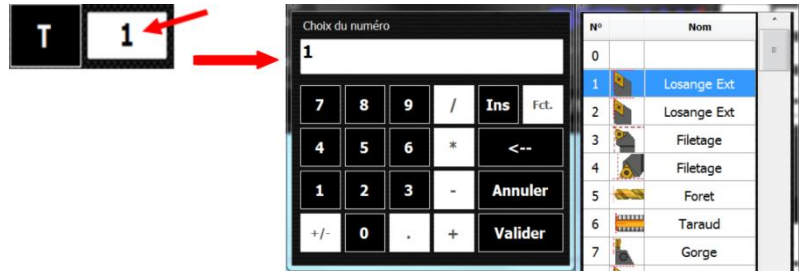 T 1
Choix du numéro
1
7 8 9 / Ins Fct.
4 5 6 * <--
1 2 3 - Annuler
+/- 0 . + Valider
N° Nom
0
1 Losange Ext
2 Losange Ext
3 Filetage
4 Filetage
5 Foret
6 Taraud
7 Gorge